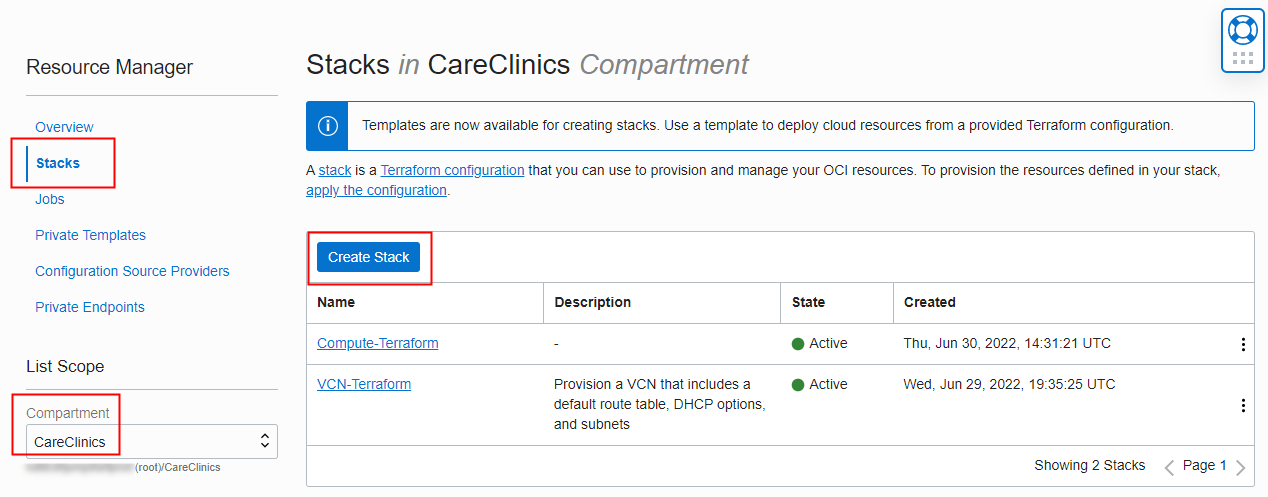 Resource Manager
Overview
Stacks
Jobs
Private Templates
Configuration Source Providers
Private Endpoints
List Scope
Compartment
CareClinics
(root)/CareClinics
Stacks in CareClinics Compartment
Templates are now available for creating stacks. Use a template to deploy cloud resources from a provided Terraform configuration.
A stack is a Terraform configuration that you can use to provision and manage your OCI resources. To provision the resources defined in your stack,
apply the configuration.
Create Stack
Name Description State Created
Compute-Terraform - Active Thu, Jun 30, 2022, 14:31:21 UTC
VCN-Terraform Provision a VCN that includes a Active Wed, Jun 29, 2022, 19:35:25 UTC
default route table, DHCP options,
and subnets
Showing 2 Stacks Page 1